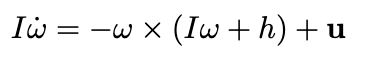 Iω̇ = −ω × (Iω + h) + u